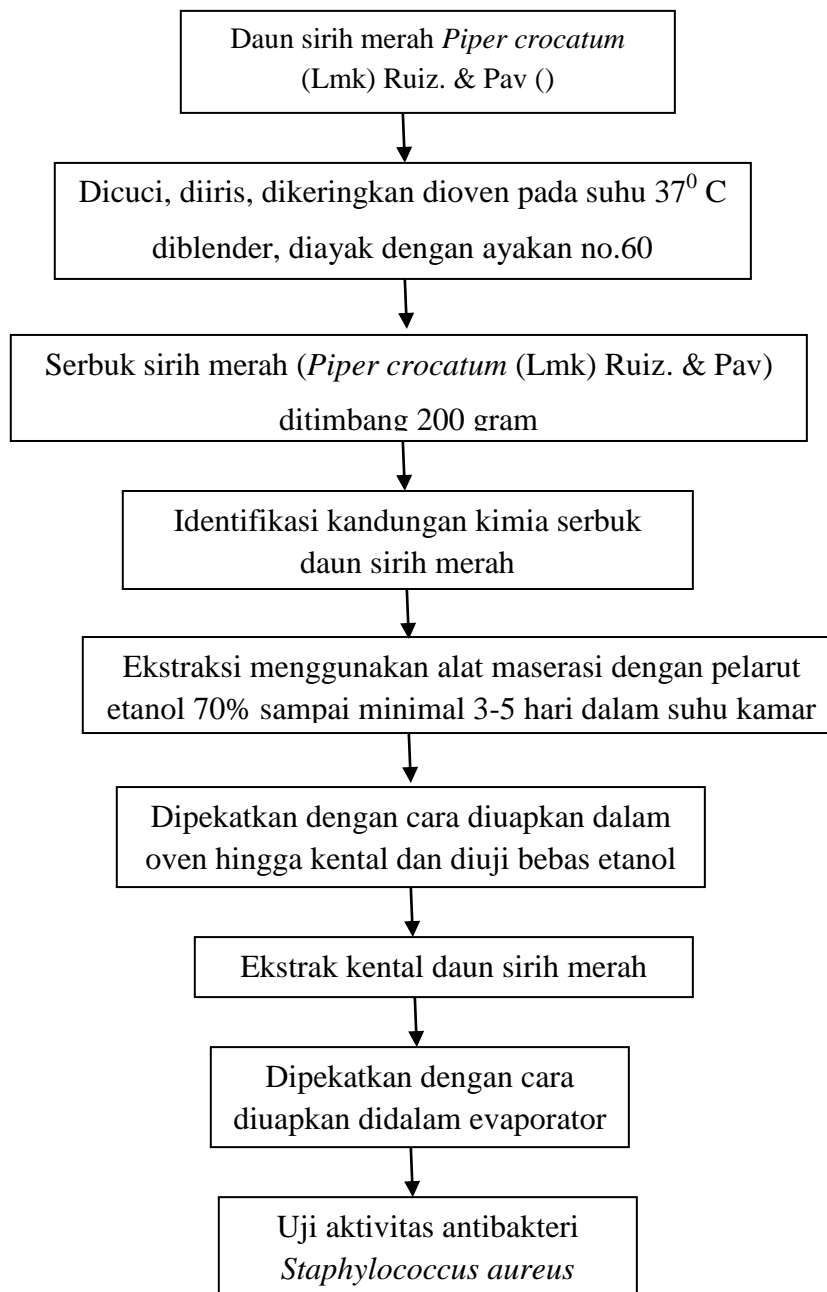 Daun sirih merah Piper crocatum
(Lmk) Ruiz. & Pav ()
Dicuci, diiris, dikeringkan dioven pada suhu 37⁰ C
diblender, diayak dengan ayakan no.60
Serbuk sirih merah (Piper crocatum (Lmk) Ruiz. & Pav)
ditimbang 200 gram
Identifikasi kandungan kimia serbuk
daun sirih merah
Ekstraksi menggunakan alat maserasi dengan pelarut
etanol 70% sampai minimal 3-5 hari dalam suhu kamar
Dipekatkan dengan cara diuapkan dalam
oven hingga kental dan diuji bebas etanol
Ekstrak kental daun sirih merah
Dipekatkan dengan cara
diuapkan didalam evaporator
Uji aktivitas antibakteri
Staphylococcus aureus